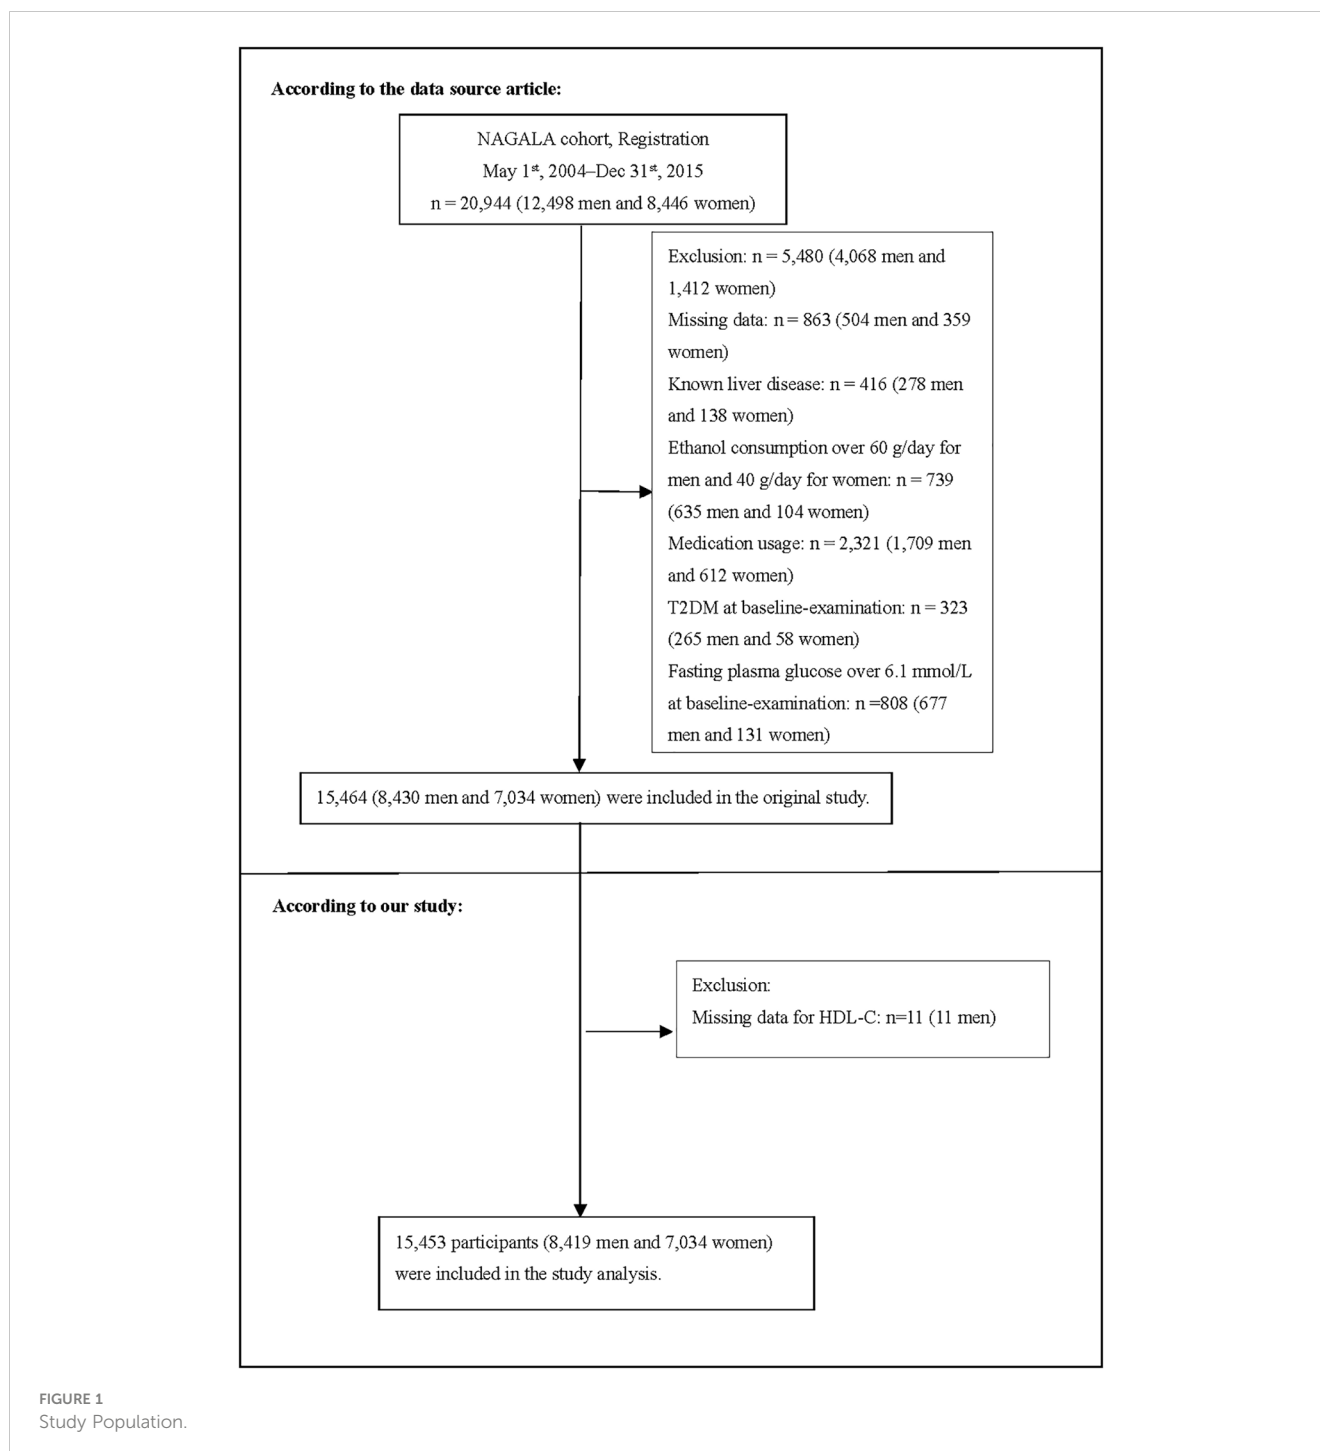 According to the data source article:
NAGALA cohort, Registration
May 1st, 2004–Dec 31st, 2015
n = 20,944 (12,498 men and 8,446 women)
Exclusion: n = 5,480 (4,068 men and
1,412 women)
Missing data: n = 863 (504 men and 359
women)
Known liver disease: n = 416 (278 men
and 138 women)
Ethanol consumption over 60 g/day for
men and 40 g/day for women: n = 739
(635 men and 104 women)
Medication usage: n = 2,321 (1,709 men
and 612 women)
T2DM at baseline-examination: n = 323
(265 men and 58 women)
Fasting plasma glucose over 6.1 mmol/L
at baseline-examination: n =808 (677
men and 131 women)
15,464 (8,430 men and 7,034 women) were included in the original study.
According to our study:
Exclusion:
Missing data for HDL-C: n=11 (11 men)
15,453 participants (8,419 men and 7,034 women)
were included in the study analysis.
FIGURE 1
Study Population.